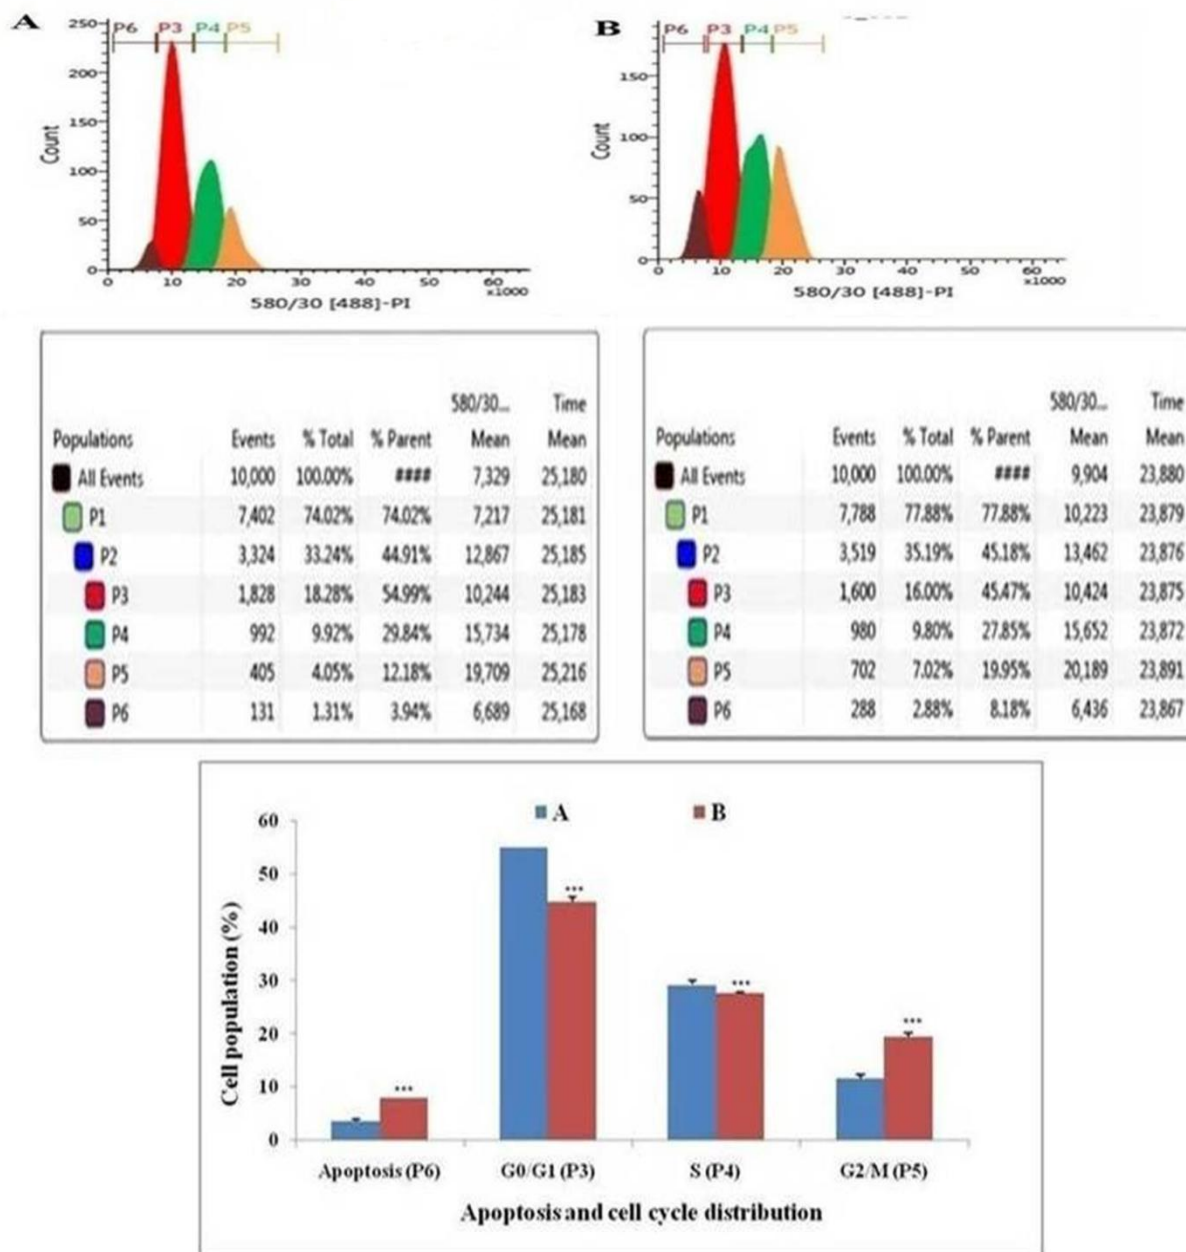 A
250
P6 P3 P4 P5
200
150
100
50
0
Count
0 10 20 30 40 50 60
x1000
580/30 [488]-PI
B
P6 P3 P4 P5
150
100
50
0
Count
0 10 20 30 40 50 60
x1000
580/30 [488]-PI
580/30... Time
Populations Events % Total % Parent Mean Mean
All Events 10,000 100.00% #### 7,329 25,180
P1 7,402 74.02% 74.02% 7,217 25,181
P2 3,324 33.24% 44.91% 12,867 25,185
P3 1,828 18.28% 54.99% 10,244 25,183
P4 992 9.92% 29.84% 15,734 25,178
P5 405 4.05% 12.18% 19,709 25,216
P6 131 1.31% 3.94% 6,689 25,168
580/30... Time
Populations Events % Total % Parent Mean Mean
All Events 10,000 100.00% #### 9,904 23,880
P1 7,788 77.88% 77.88% 10,223 23,879
P2 3,519 35.19% 45.18% 13,462 23,876
P3 1,600 16.00% 45.47% 10,424 23,875
P4 980 9.80% 27.85% 15,652 23,872
P5 702 7.02% 19.95% 20,189 23,891
P6 288 2.88% 8.18% 6,436 23,867
A B
60
50
40
30
20
10
0
*** *** *** ***
Cell population (%)
Apoptosis (P6) G0/G1 (P3) S (P4) G2/M (P5)
Apoptosis and cell cycle distribution